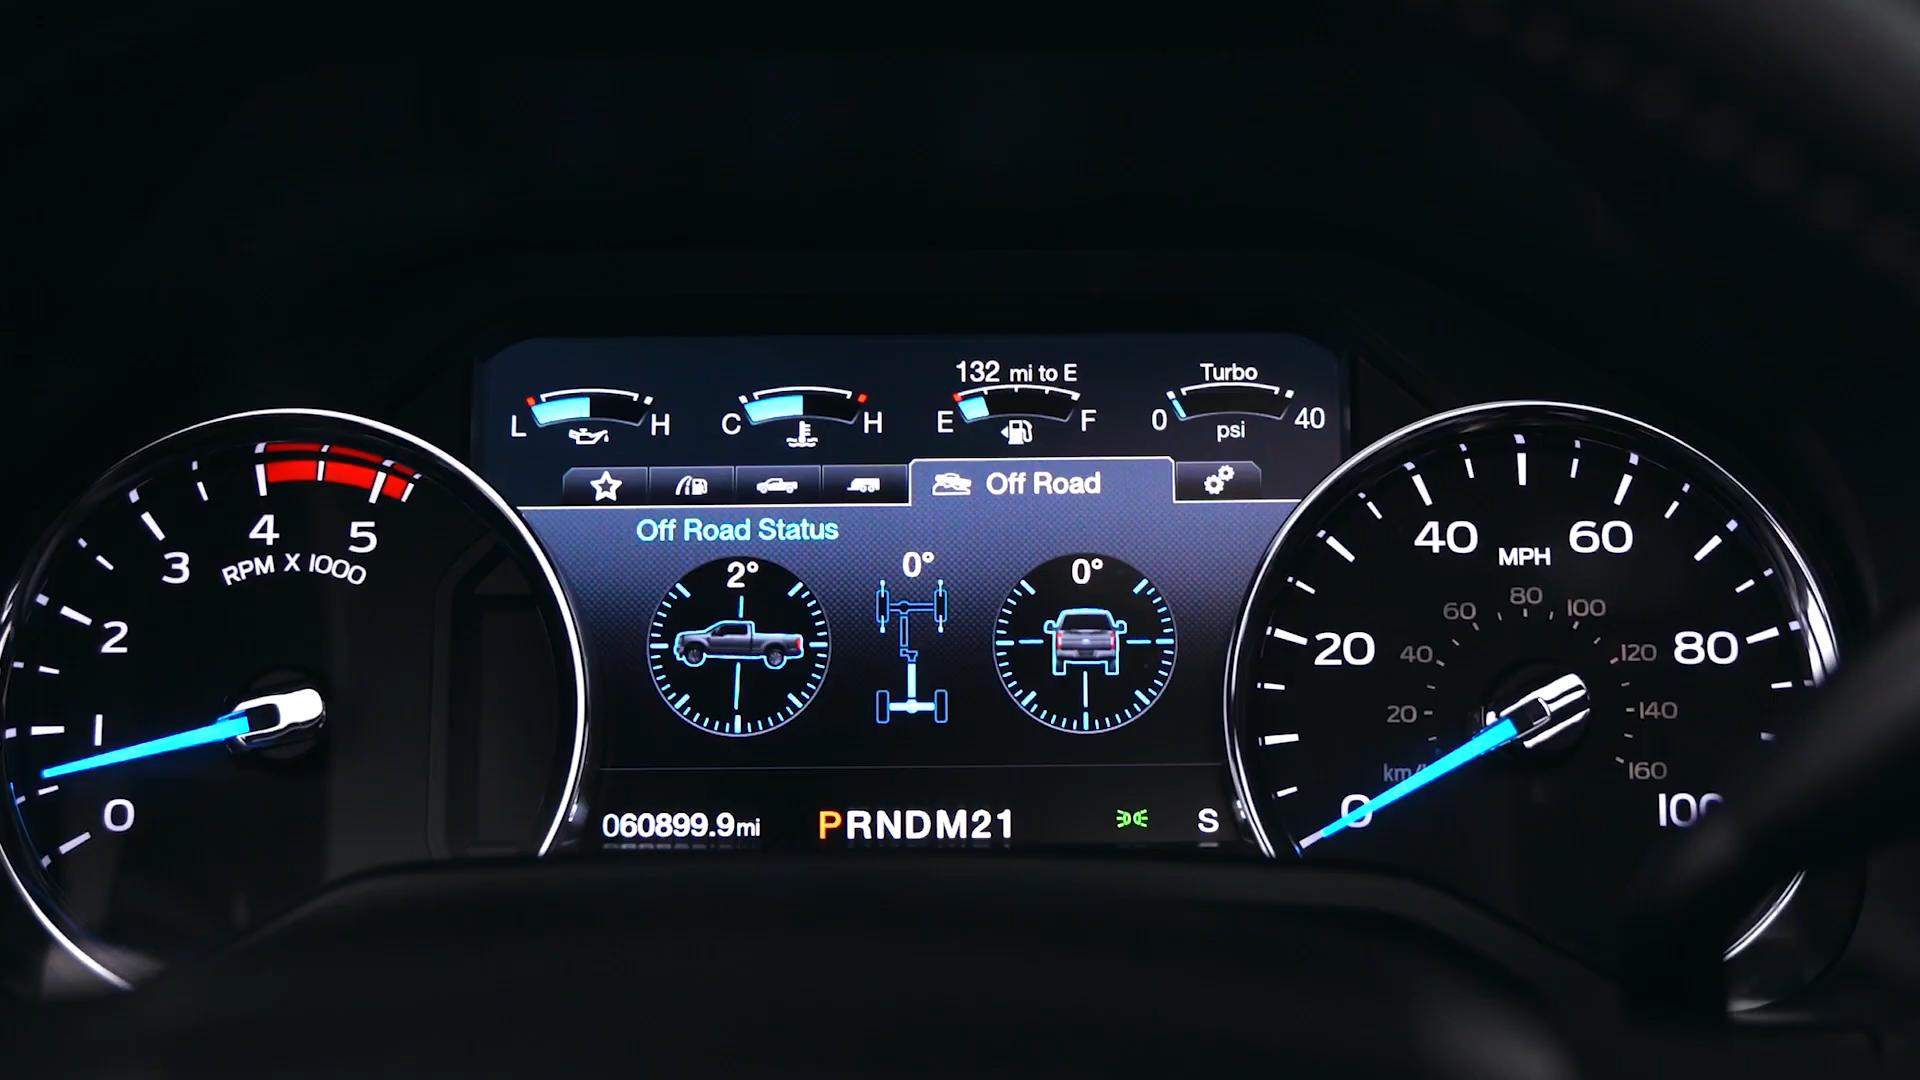 132 mi to E
Turbo
L H
C H
E F
0 40
psi
Off Road
Off Road Status
2°
0°
0°
0
1
2
3
4
5
RPM X 1000
0
20
40
60
80
MPH
20
40
60
80
100
120
140
160
060899.9mi
PRNDM21
S